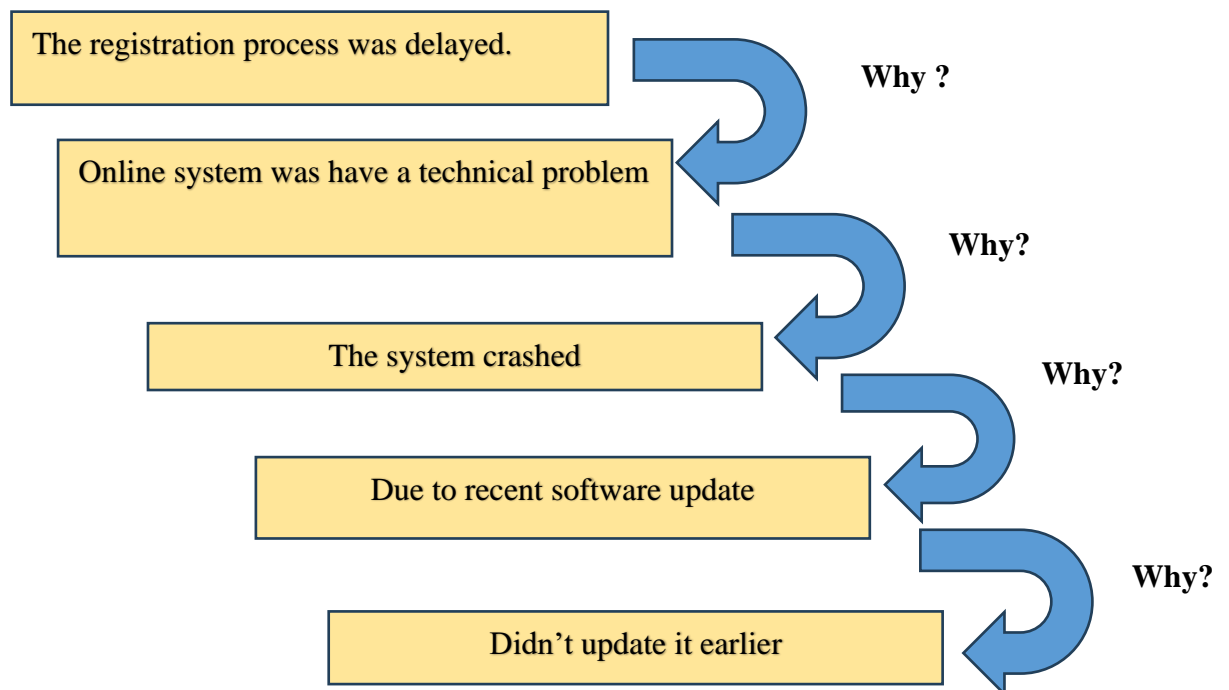 The registration process was delayed.
Why ?
Online system was have a technical problem
Why?
The system crashed
Why?
Due to recent software update
Why?
Didn’t update it earlier